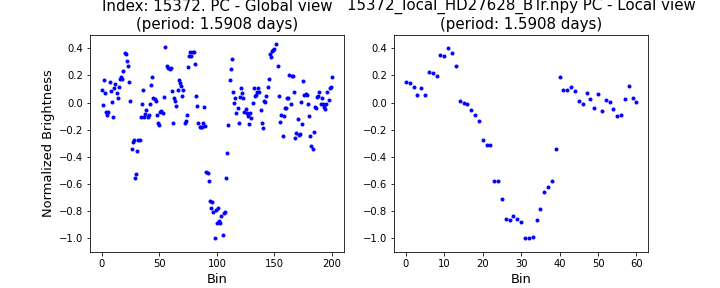 Index: 15372. PC - Global view
(period: 1.5908 days)
15372_local_HD27628_BTr.npy PC - Local view
(period: 1.5908 days)
Normalized Brightness
0.4
0.2
0.0
−0.2
−0.4
−0.6
−0.8
−1.0
0 50 100 150 200
Bin
0.4
0.2
0.0
−0.2
−0.4
−0.6
−0.8
−1.0
0 10 20 30 40 50 60
Bin